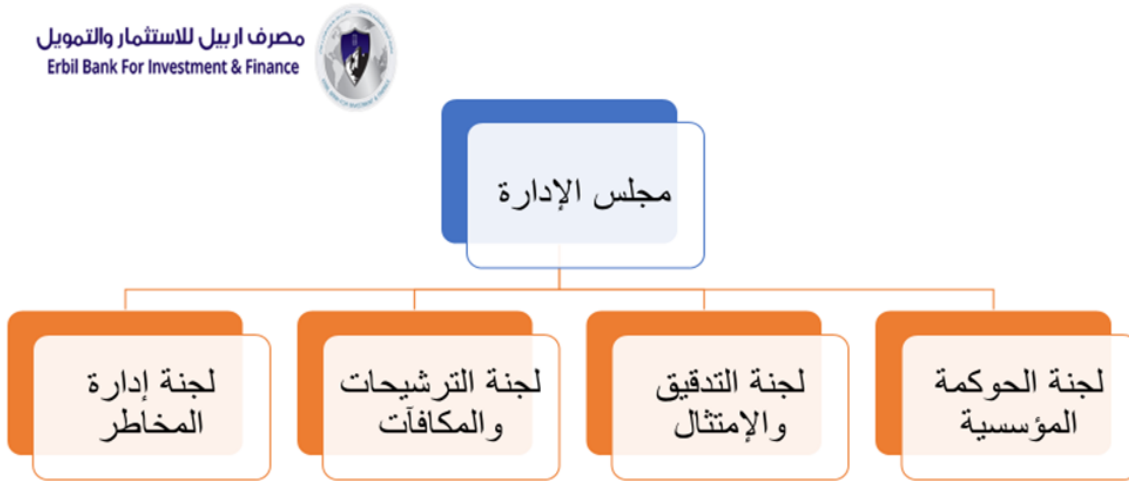 مصرف اربيل للاستثمار والتمويل
Erbil Bank For Investment & Finance
مجلس الإدارة
لجنة الحوكمة
المؤسسية
لجنة التدقيق
والإمتثال
لجنة الترشيحات
والمكافآت
لجنة إدارة
المخاطر